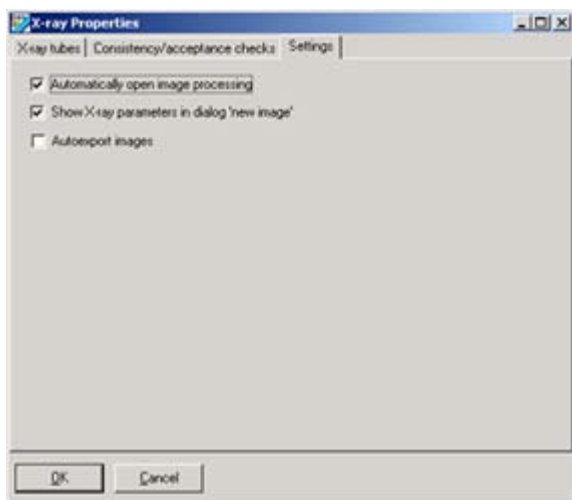 X-ray Properties
X-ray tubes Consistency/acceptance checks Settings
Automatically open image processing
Show X-ray parameters in dialog 'new image'
Autoexport images
OK Cancel